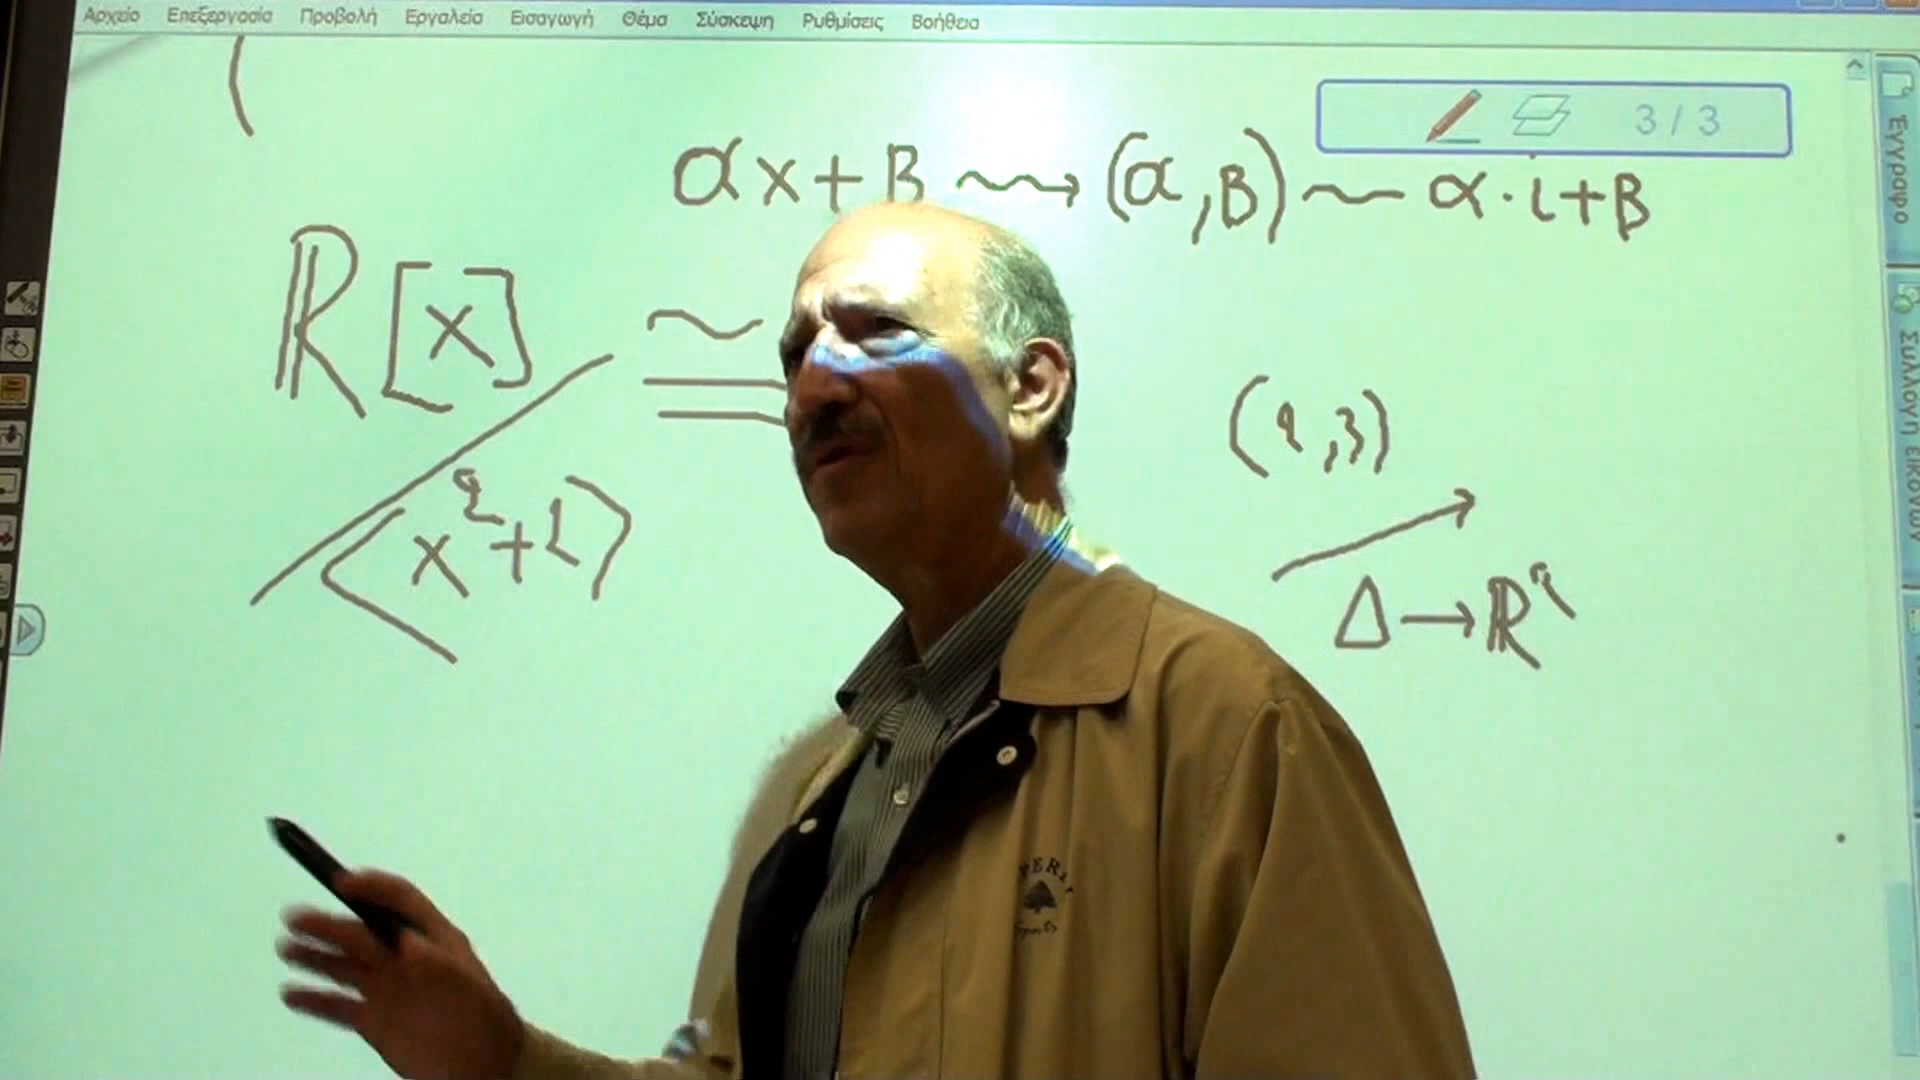 Αρχείο Επεξεργασία Προβολή Εργαλεία Εισαγωγή Θέμα Σύσκεψη Ρυθμίσεις Βοήθεια
3 / 3
αx+β ⇝ (α,β) ~ α·i+β
ℝ[x] ≅
⟨x²+1⟩
(2,3)
Δ → ℝ²
Έγγραφο
Συλλογή εικόνων